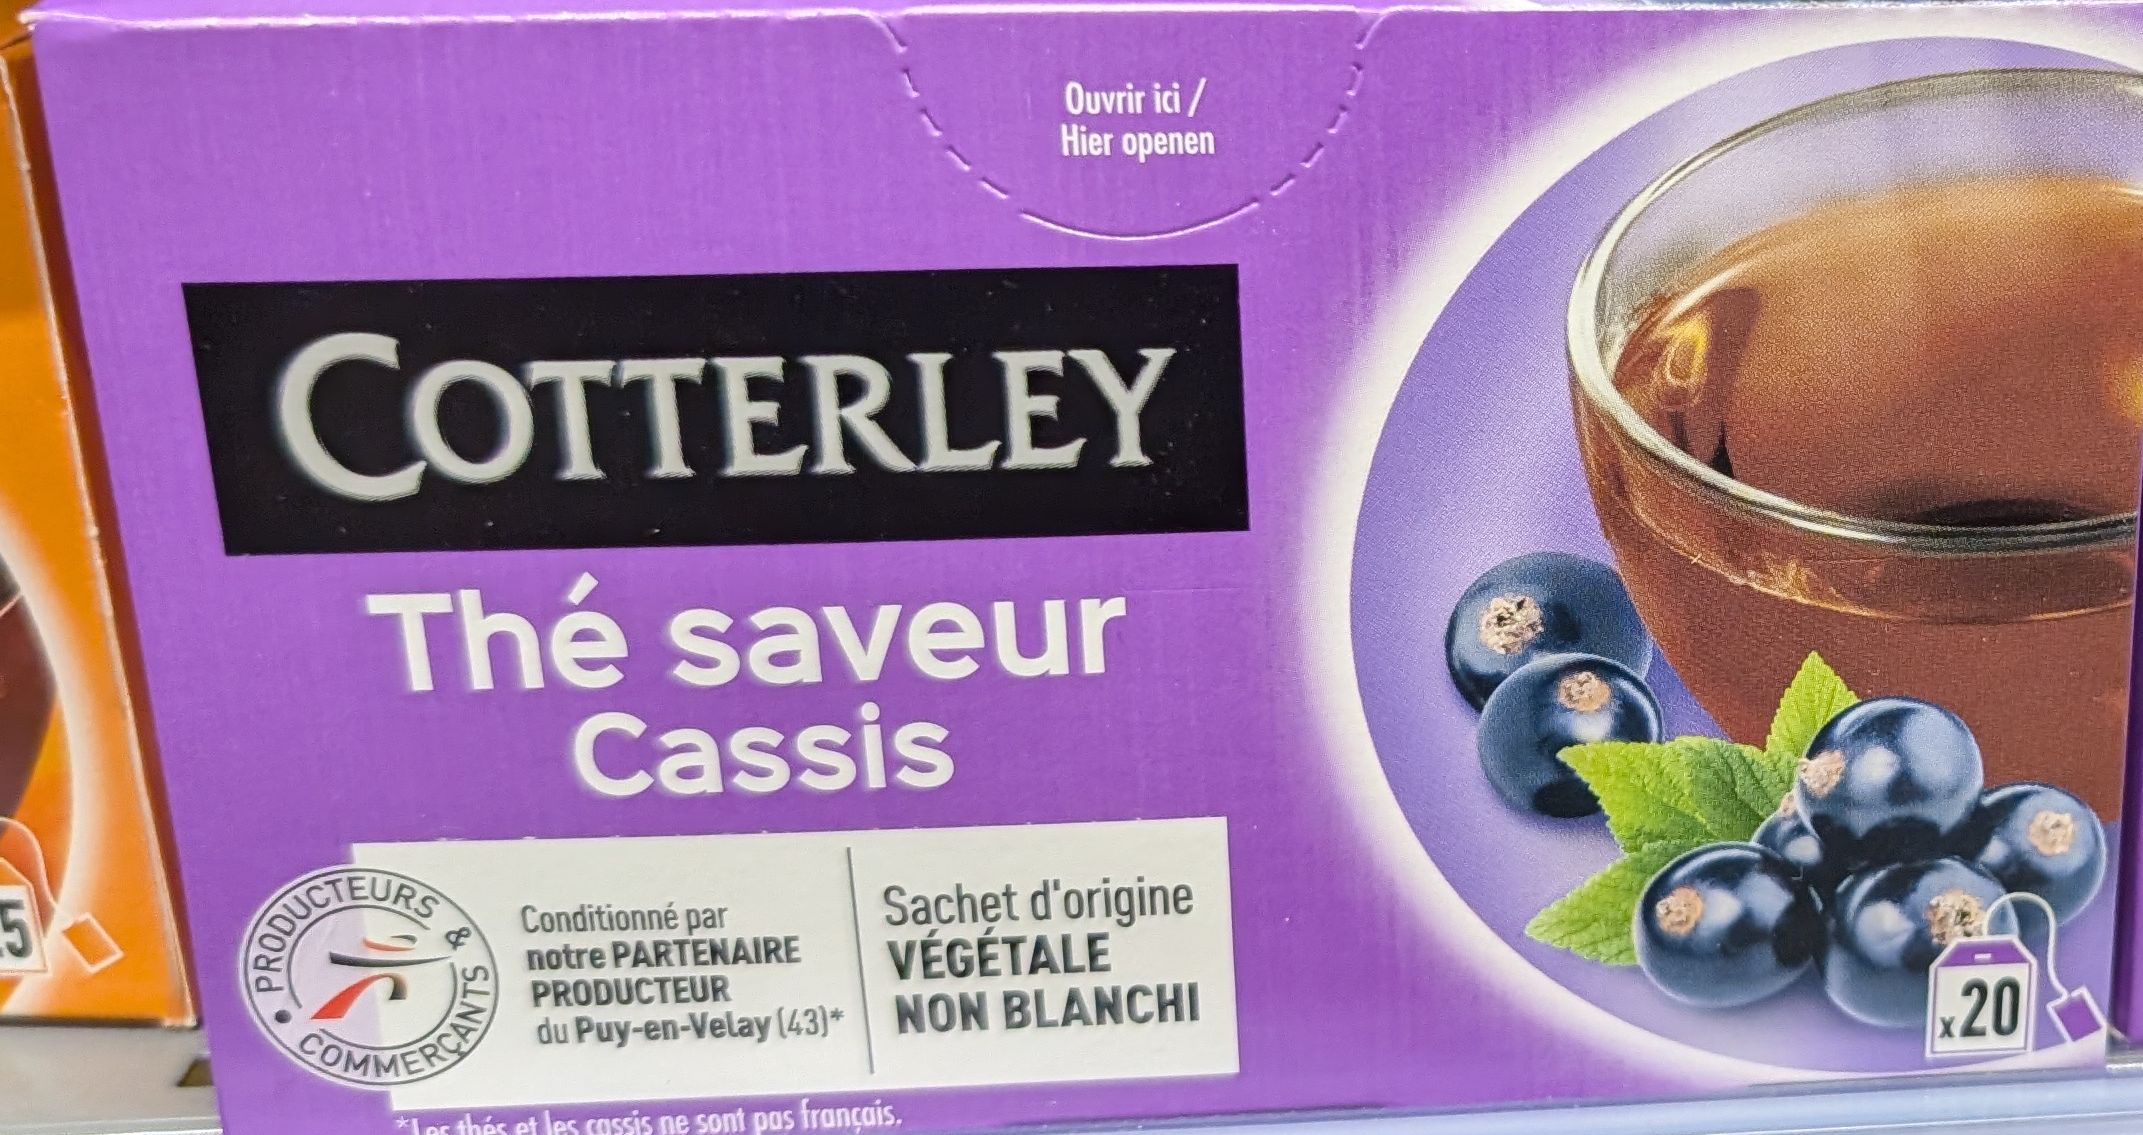 Ouvrir ici /
Hier openen
COTTERLEY
Thé saveur
Cassis
PRODUCTEURS & COMMERÇANTS
Conditionné par
notre PARTENAIRE
PRODUCTEUR
du Puy-en-Velay (43)*
Sachet d'origine
VÉGÉTALE
NON BLANCHI
x20
*Les thés et les cassis ne sont pas français.